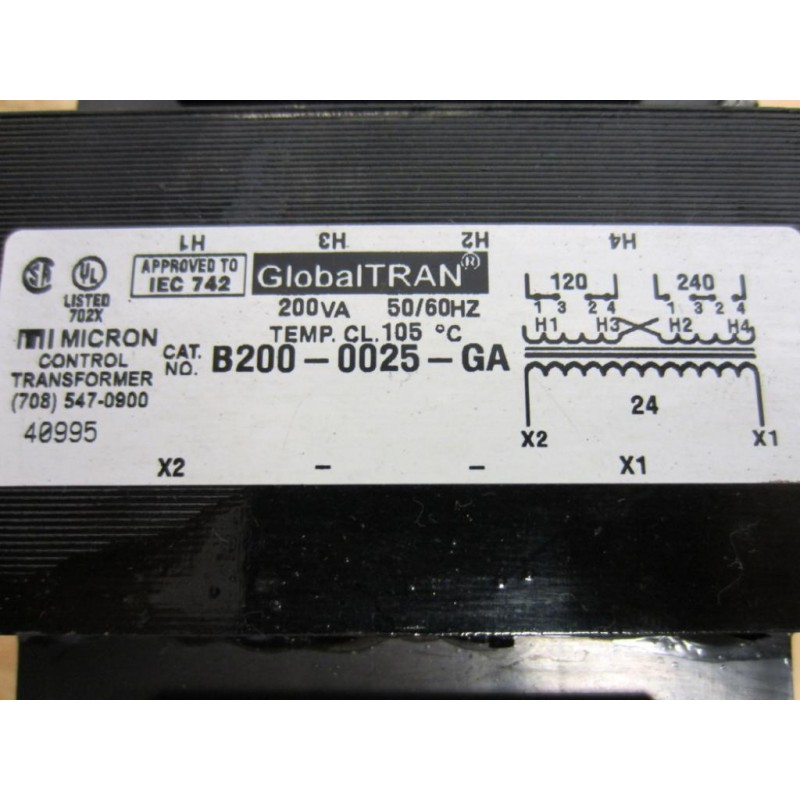 H1 H3 H2 H4
SA UL APPROVED TO IEC 742 GlobalTRAN®
LISTED 702X
200VA 50/60HZ
TEMP. CL. 105 °C
MICRON
CONTROL
TRANSFORMER
(708) 547-0900
40995
CAT. NO. B200-0025-GA
120 240
1 3 2 4 1 3 2 4
H1 H3 H2 H4
24
X2 X1
X2 - - X1